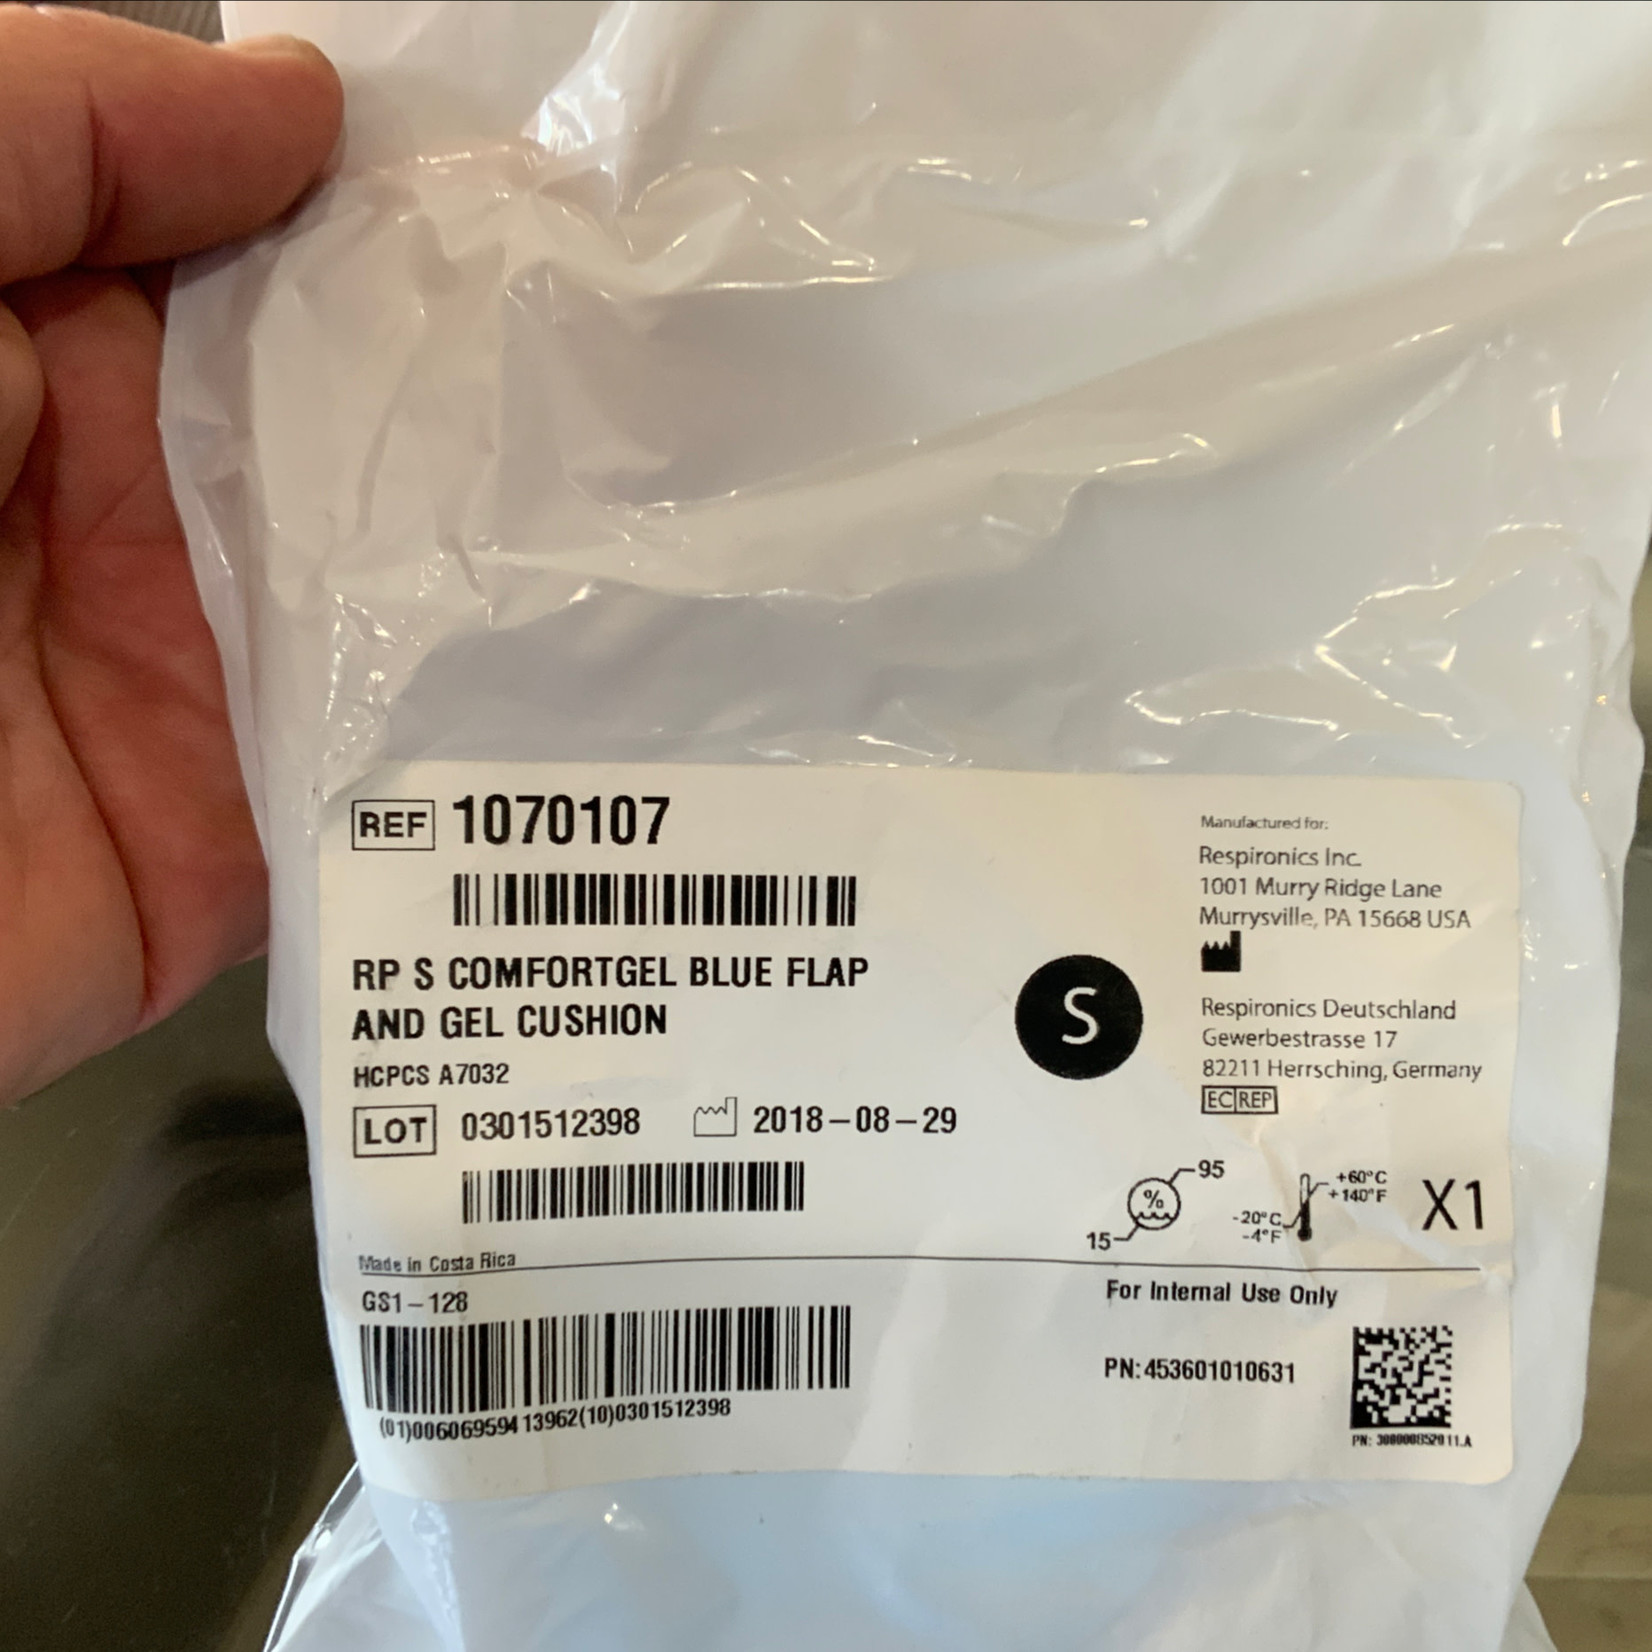 REF 1070107
RP S COMFORTGEL BLUE FLAP
AND GEL CUSHION
HCPCS A7032
LOT 0301512398 2018-08-29
Made in Costa Rica
GS1-128
(01)00606959413962(10)0301512398
S
Manufactured for:
Respironics Inc.
1001 Murry Ridge Lane
Murrysville, PA 15668 USA
Respironics Deutschland
Gewerbestrasse 17
82211 Herrsching, Germany
EC REP
95
%
15
+60°C
+140°F
-20°C
-4°F
X1
For Internal Use Only
PN:453601010631